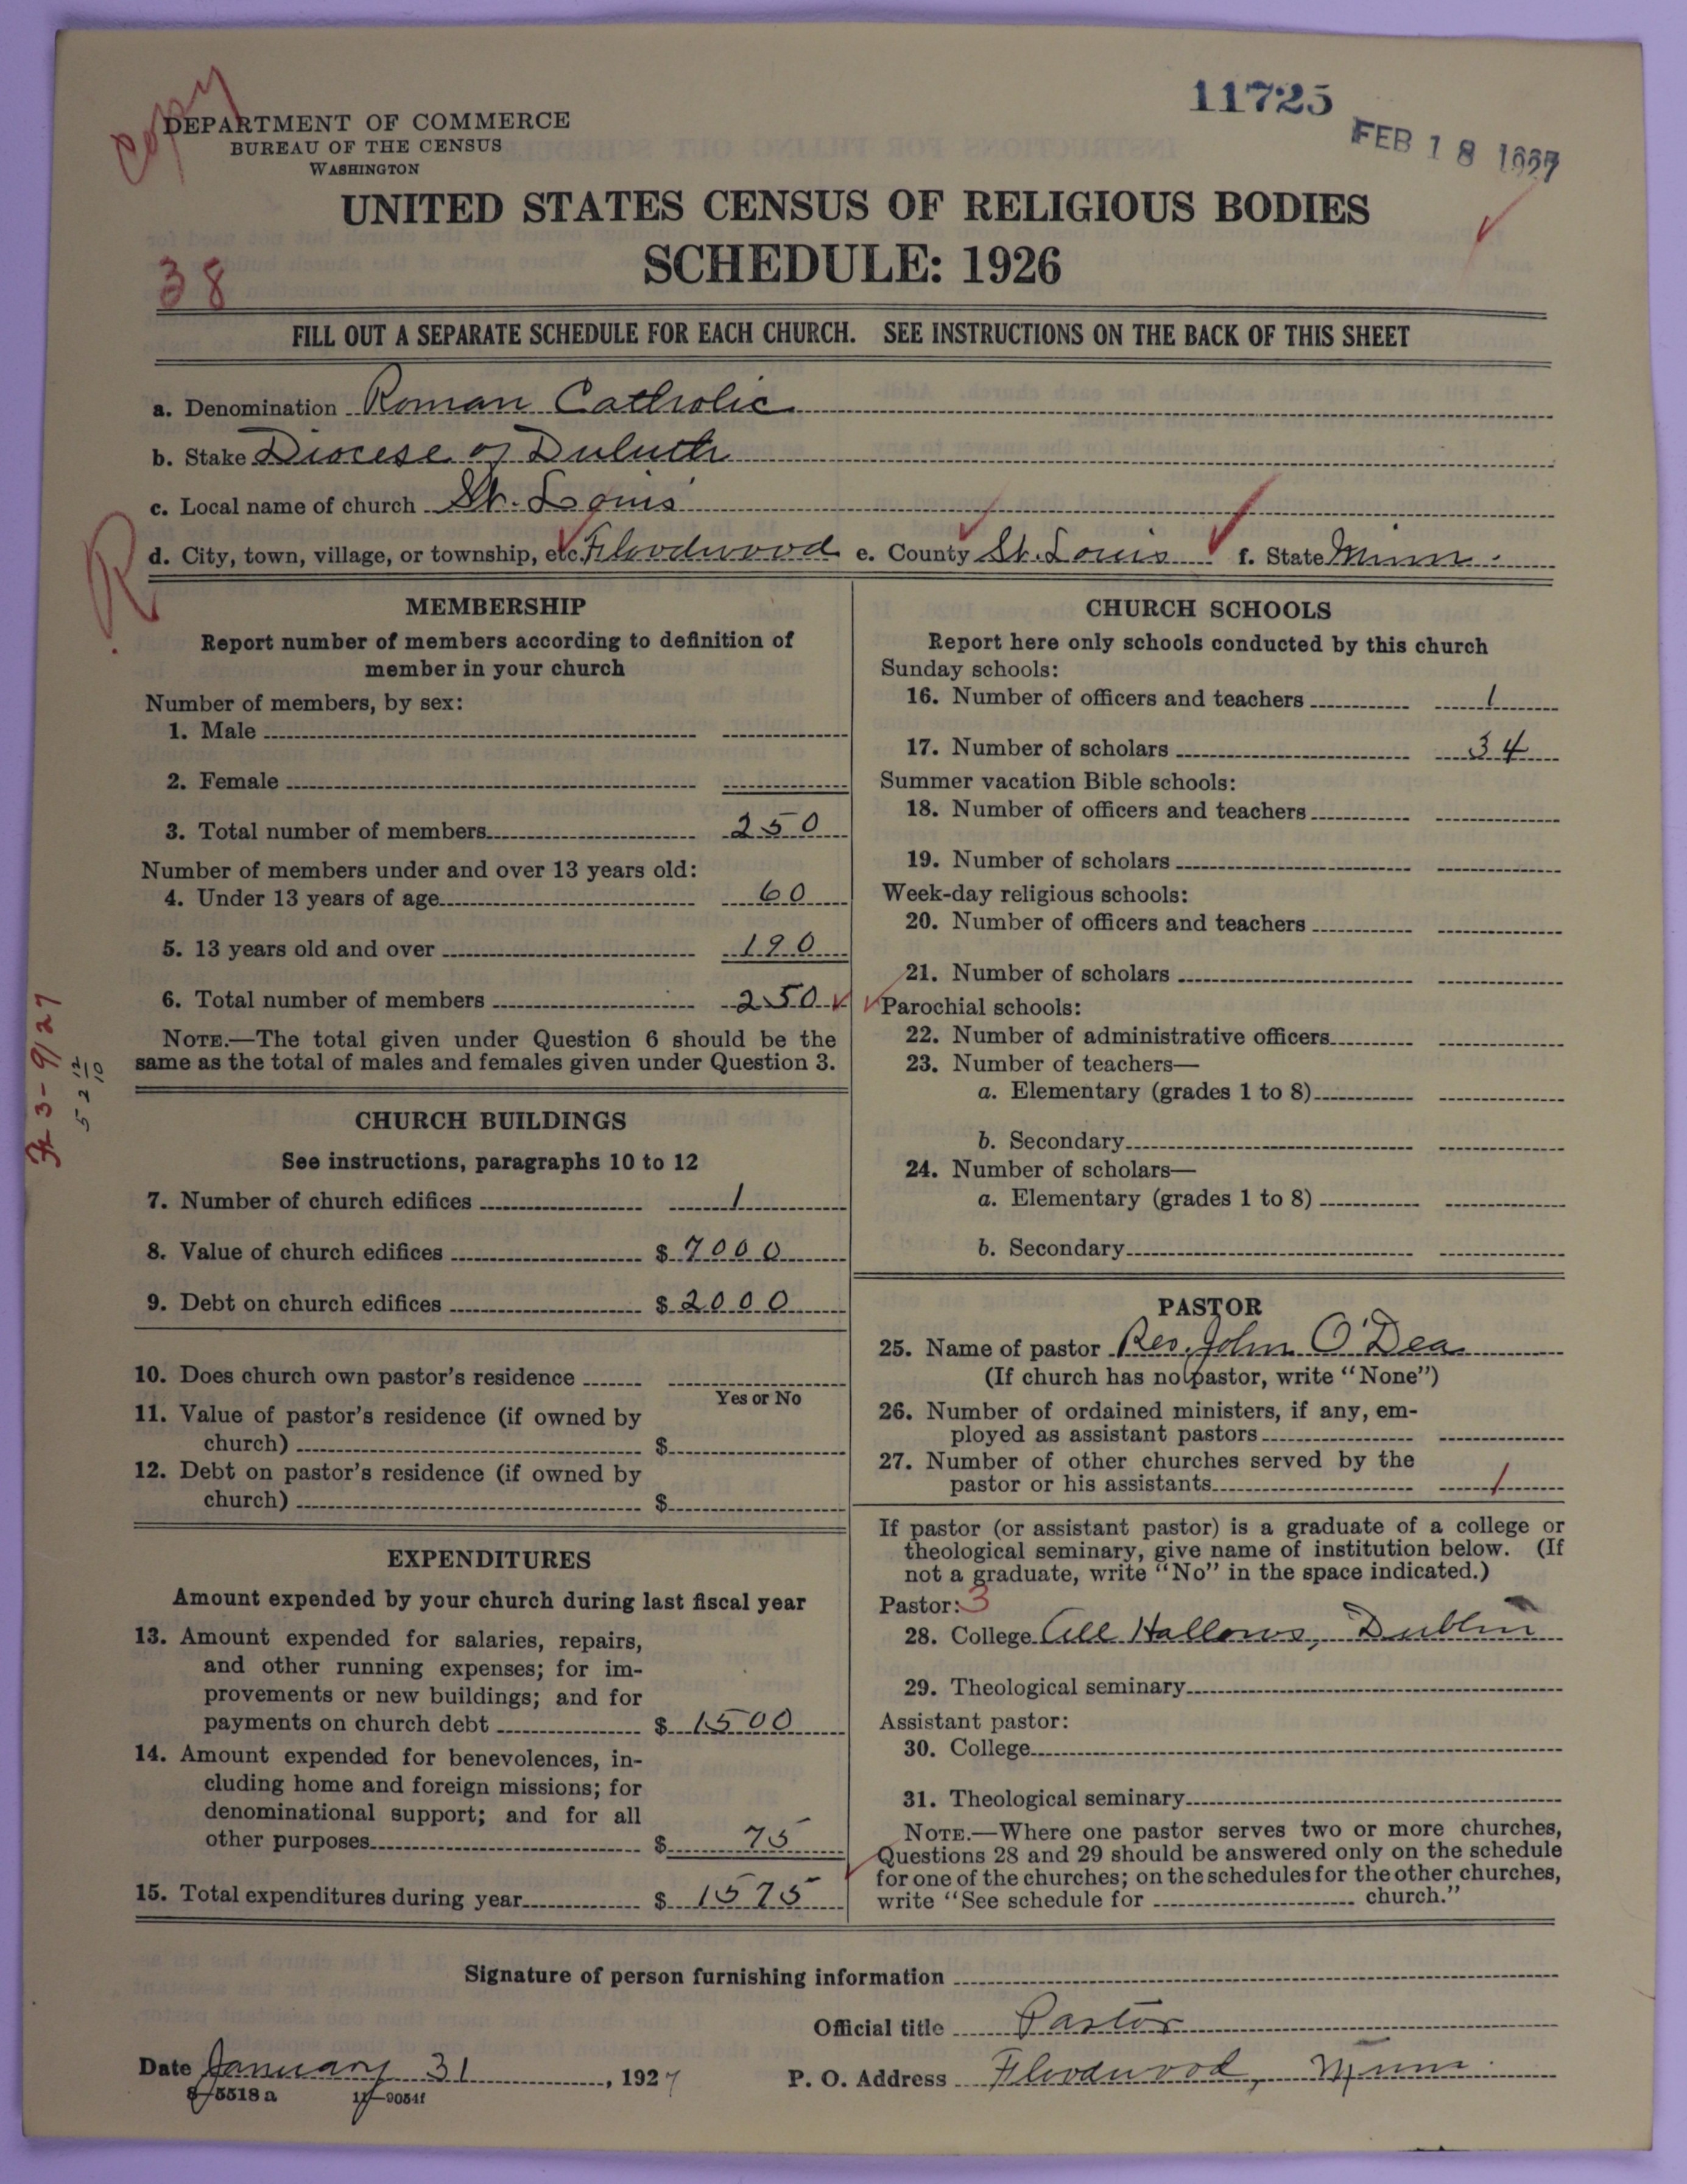 Copy
11725
FEB 18 1927
DEPARTMENT OF COMMERCE
BUREAU OF THE CENSUS
WASHINGTON
UNITED STATES CENSUS OF RELIGIOUS BODIES
SCHEDULE: 1926
38
FILL OUT A SEPARATE SCHEDULE FOR EACH CHURCH. SEE INSTRUCTIONS ON THE BACK OF THIS SHEET
a. Denomination Roman Catholic
b. Stake Diocese of Duluth
c. Local name of church St. Louis
R
d. City, town, village, or township, etc. Floodwood e. County St. Louis f. State Minn.
MEMBERSHIP
Report number of members according to definition of
member in your church
Number of members, by sex:
1. Male
2. Female
3. Total number of members 250
Number of members under and over 13 years old:
4. Under 13 years of age 60
5. 13 years old and over 190
6. Total number of members 250
NOTE.—The total given under Question 6 should be the
same as the total of males and females given under Question 3.
3-9/27
CHURCH BUILDINGS
See instructions, paragraphs 10 to 12
7. Number of church edifices 1
8. Value of church edifices $ 7000
9. Debt on church edifices $ 2000
10. Does church own pastor's residence
Yes or No
11. Value of pastor's residence (if owned by
church) $
12. Debt on pastor's residence (if owned by
church) $
EXPENDITURES
Amount expended by your church during last fiscal year
13. Amount expended for salaries, repairs,
and other running expenses; for im-
provements or new buildings; and for
payments on church debt $ 1500
14. Amount expended for benevolences, in-
cluding home and foreign missions; for
denominational support; and for all
other purposes $ 75
15. Total expenditures during year $ 1575
CHURCH SCHOOLS
Report here only schools conducted by this church
Sunday schools:
16. Number of officers and teachers 1
17. Number of scholars 34
Summer vacation Bible schools:
18. Number of officers and teachers
19. Number of scholars
Week-day religious schools:
20. Number of officers and teachers
21. Number of scholars
Parochial schools:
22. Number of administrative officers
23. Number of teachers—
a. Elementary (grades 1 to 8)
b. Secondary
24. Number of scholars—
a. Elementary (grades 1 to 8)
b. Secondary
PASTOR
25. Name of pastor Rev. John O'Dea
(If church has no pastor, write "None")
26. Number of ordained ministers, if any, em-
ployed as assistant pastors
27. Number of other churches served by the
pastor or his assistants 1
If pastor (or assistant pastor) is a graduate of a college or
theological seminary, give name of institution below. (If
not a graduate, write "No" in the space indicated.)
Pastor: 3
28. College All Hallows, Dublin
29. Theological seminary
Assistant pastor:
30. College
31. Theological seminary
NOTE.—Where one pastor serves two or more churches,
Questions 28 and 29 should be answered only on the schedule
for one of the churches; on the schedules for the other churches,
write "See schedule for church."
Signature of person furnishing information
Official title Pastor
Date January 31, 1927 P. O. Address Floodwood, Minn.
8-5518a 11-9054f